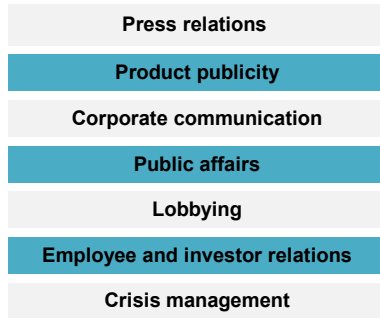 Press relations
Product publicity
Corporate communication
Public affairs
Lobbying
Employee and investor relations
Crisis management